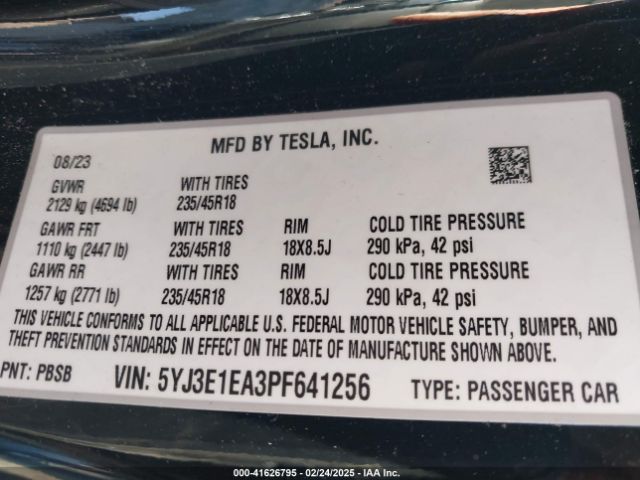 MFD BY TESLA, INC.
08/23
GVWR WITH TIRES
2129 kg (4694 lb) 235/45R18
GAWR FRT WITH TIRES RIM COLD TIRE PRESSURE
1110 kg (2447 lb) 235/45R18 18X8.5J 290 kPa, 42 psi
GAWR RR WITH TIRES RIM COLD TIRE PRESSURE
1257 kg (2771 lb) 235/45R18 18X8.5J 290 kPa, 42 psi
THIS VEHICLE CONFORMS TO ALL APPLICABLE U.S. FEDERAL MOTOR VEHICLE SAFETY, BUMPER, AND
THEFT PREVENTION STANDARDS IN EFFECT ON THE DATE OF MANUFACTURE SHOWN ABOVE.
PNT: PBSB VIN: 5YJ3E1EA3PF641256 TYPE: PASSENGER CAR
000-41626795 - 02/24/2025 - IAA Inc.